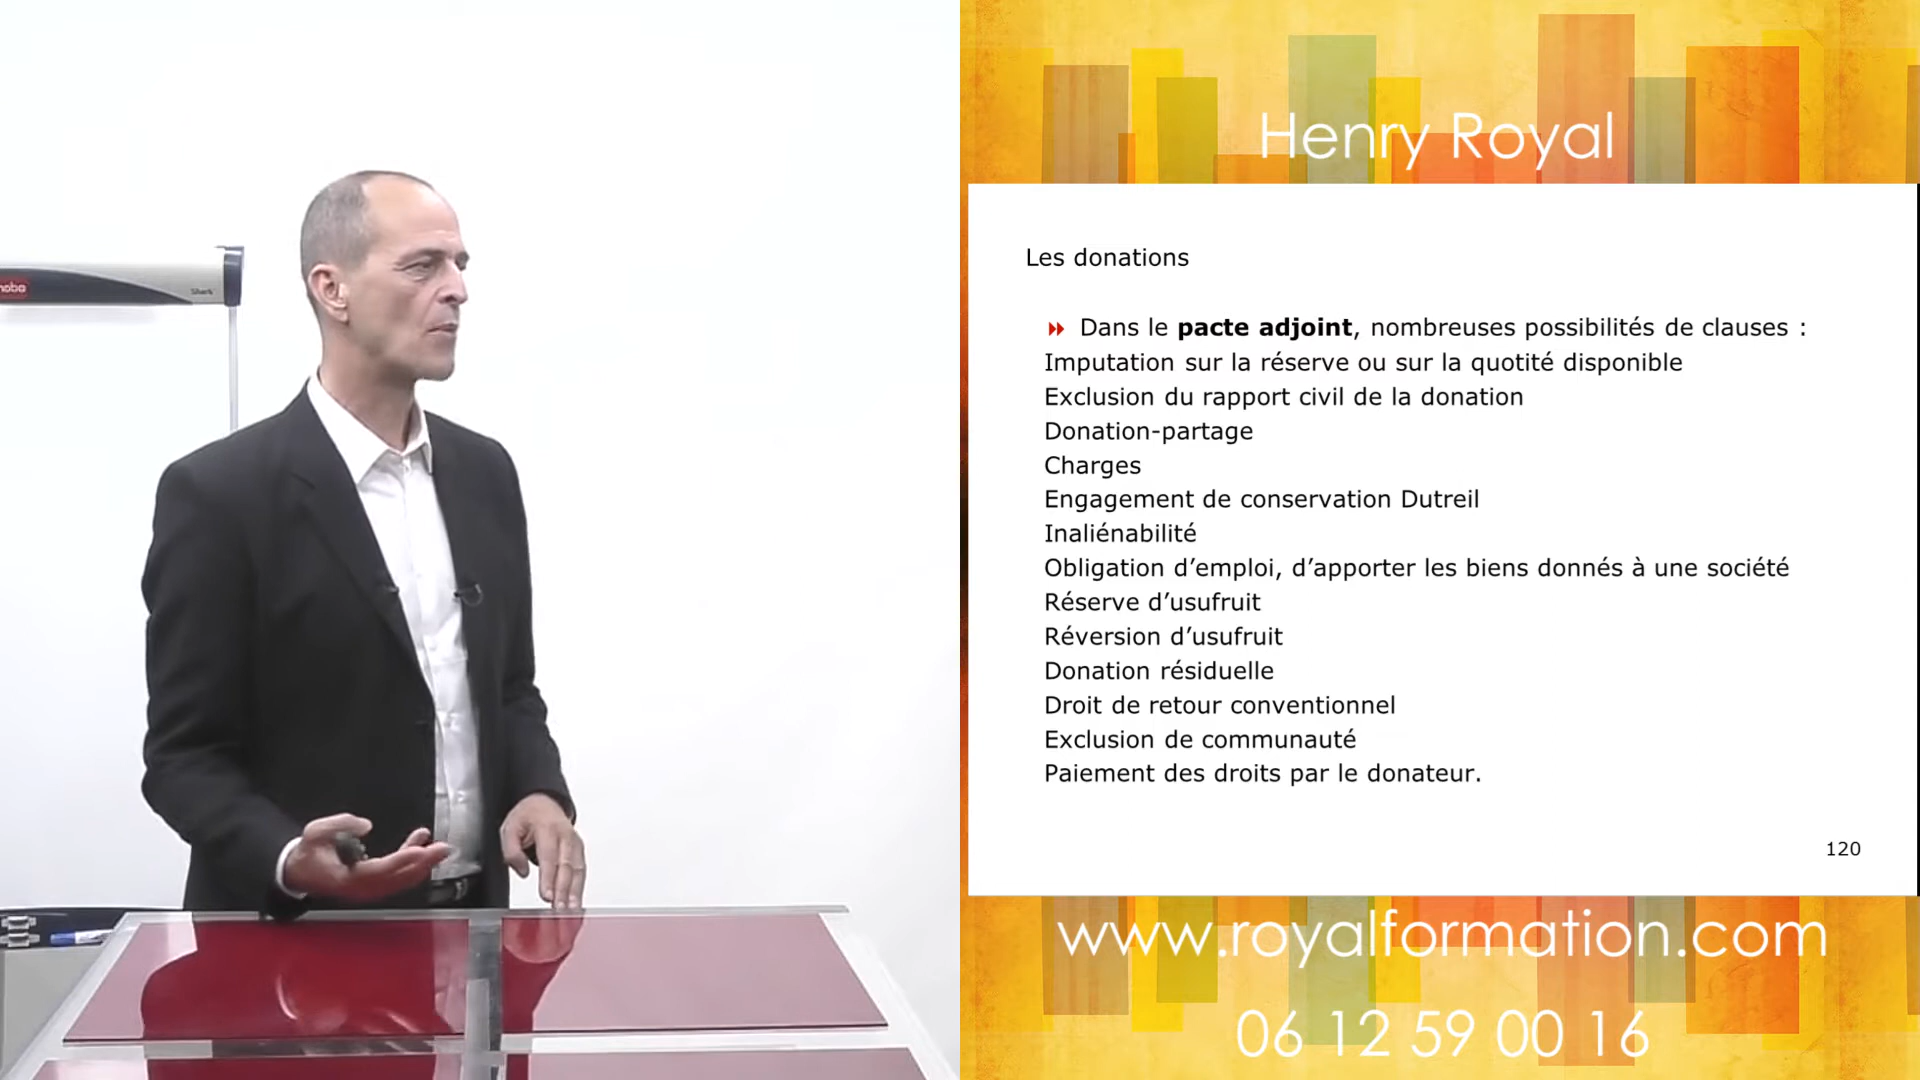 Henry Royal
Les donations
Dans le pacte adjoint, nombreuses possibilités de clauses :
Imputation sur la réserve ou sur la quotité disponible
Exclusion du rapport civil de la donation
Donation-partage
Charges
Engagement de conservation Dutreil
Inaliénabilité
Obligation d’emploi, d’apporter les biens donnés à une société
Réserve d’usufruit
Réversion d’usufruit
Donation résiduelle
Droit de retour conventionnel
Exclusion de communauté
Paiement des droits par le donateur.
120
www.royalformation.com
06 12 59 00 16